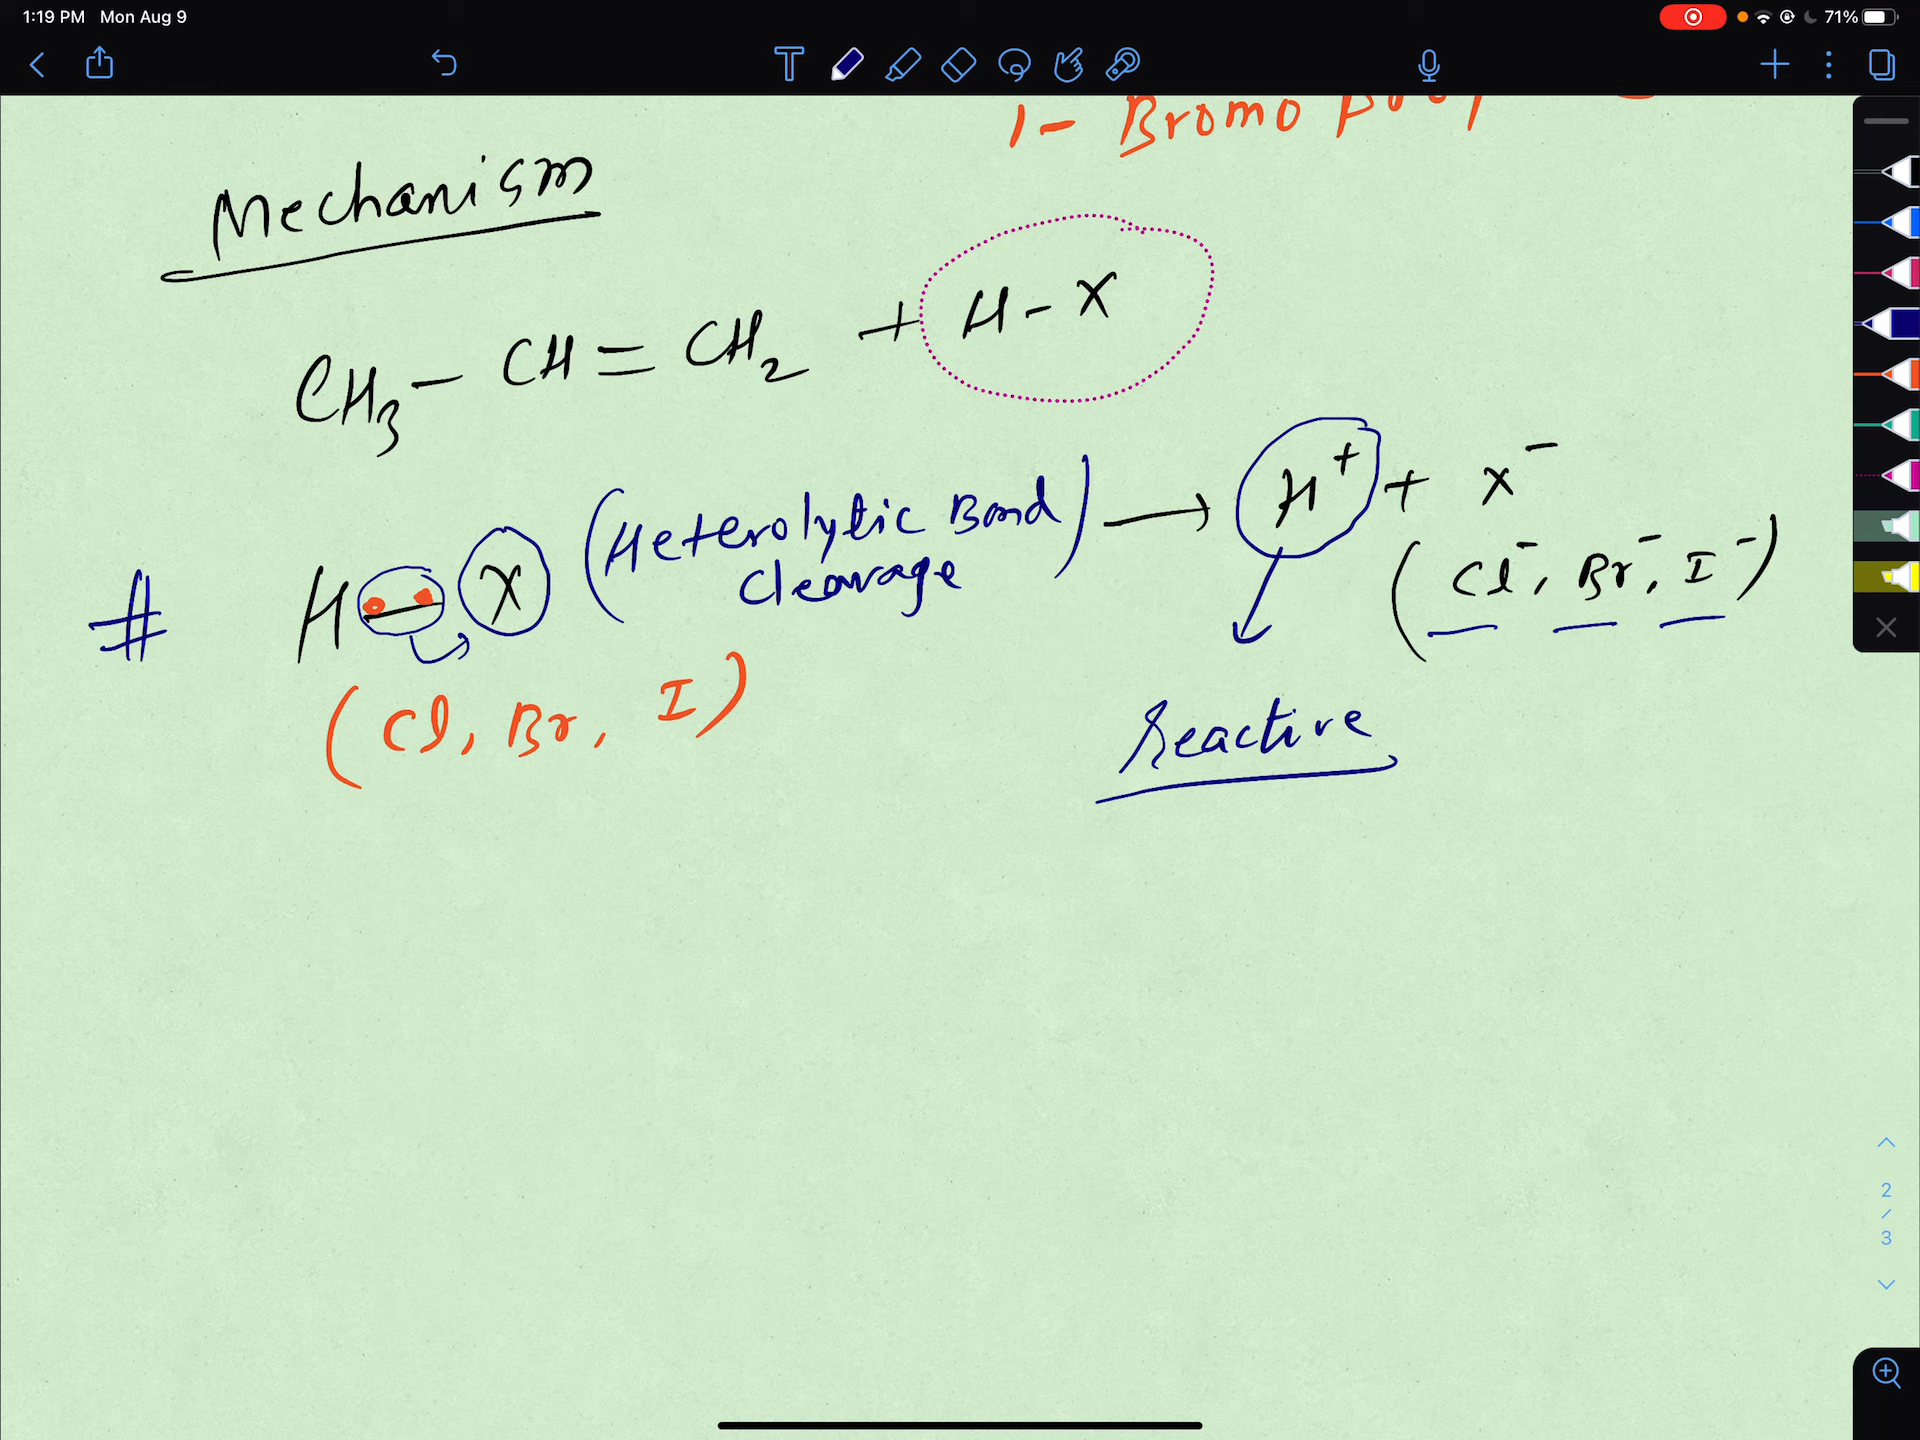 1:19 PM Mon Aug 9
71%
1- Bromo
Mechanism
CH₃ - CH = CH₂ + H - X
H - X (Heterolytic Bond Cleavage) → H⁺ + X⁻
#
(Cl, Br, I)
(Cl⁻, Br⁻, I⁻)
Reactive
2
/
3